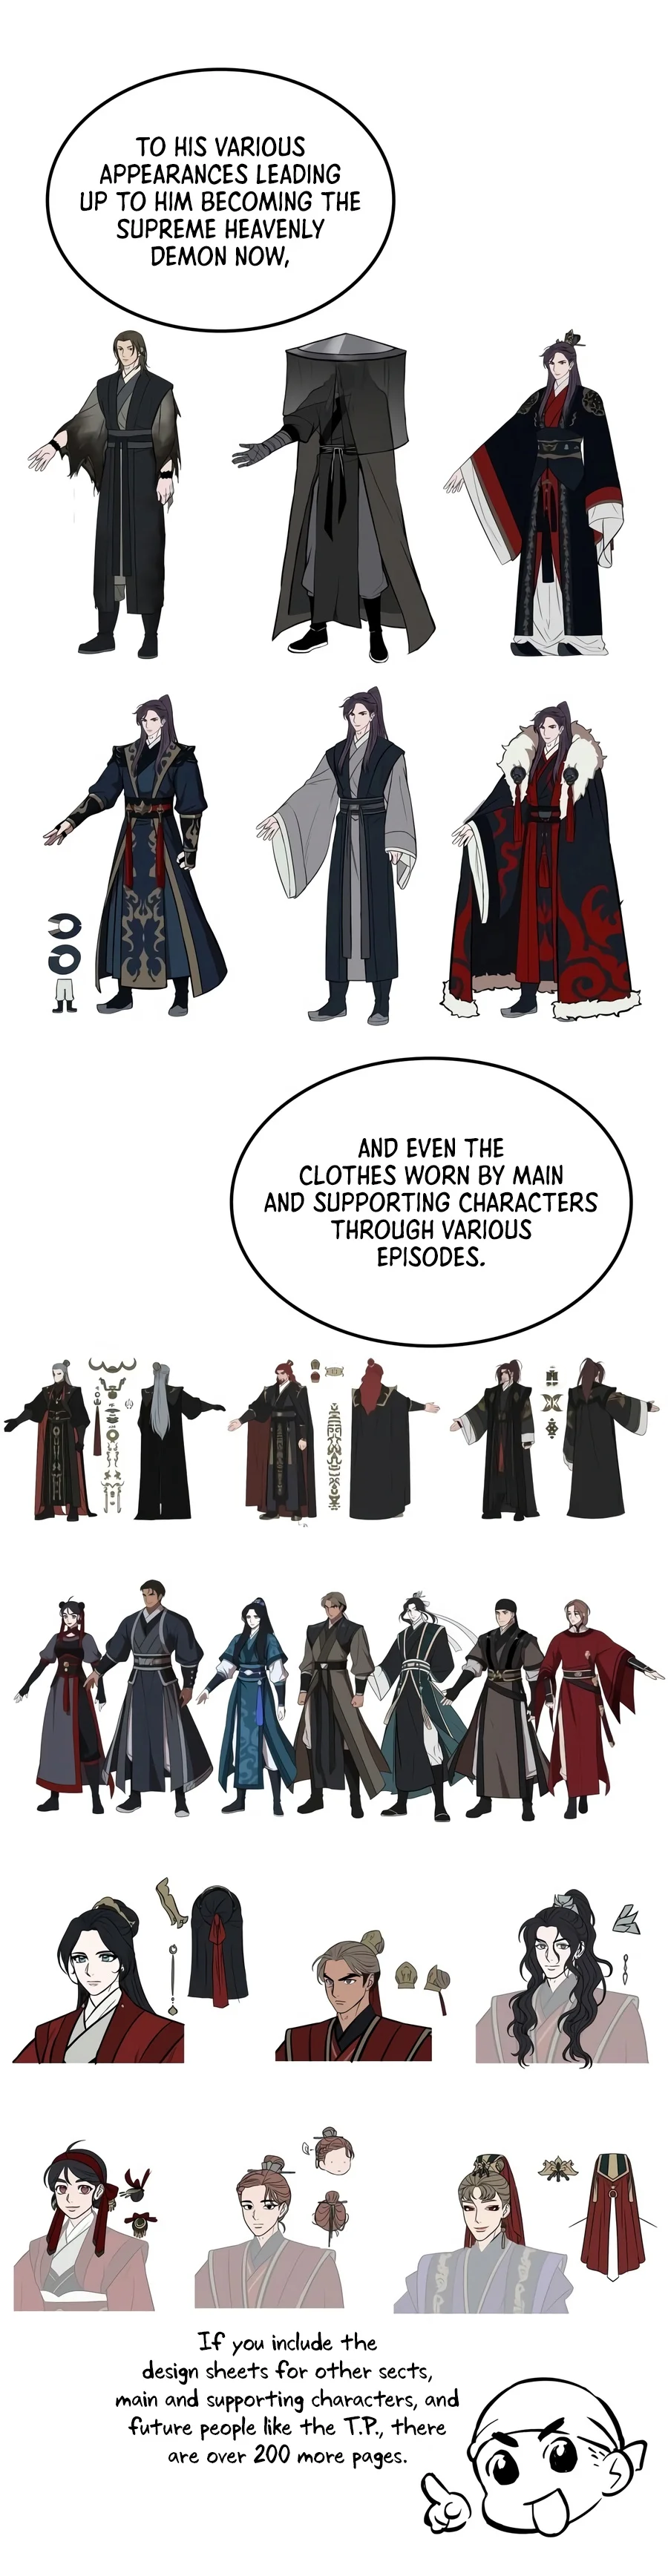 TO HIS VARIOUS
APPEARANCES LEADING
UP TO HIM BECOMING THE
SUPREME HEAVENLY
DEMON NOW,
AND EVEN THE
CLOTHES WORN BY MAIN
AND SUPPORTING CHARACTERS
THROUGH VARIOUS
EPISODES.
If you include the
design sheets for other sects,
main and supporting characters, and
future people like the T.P., there
are over 200 more pages.